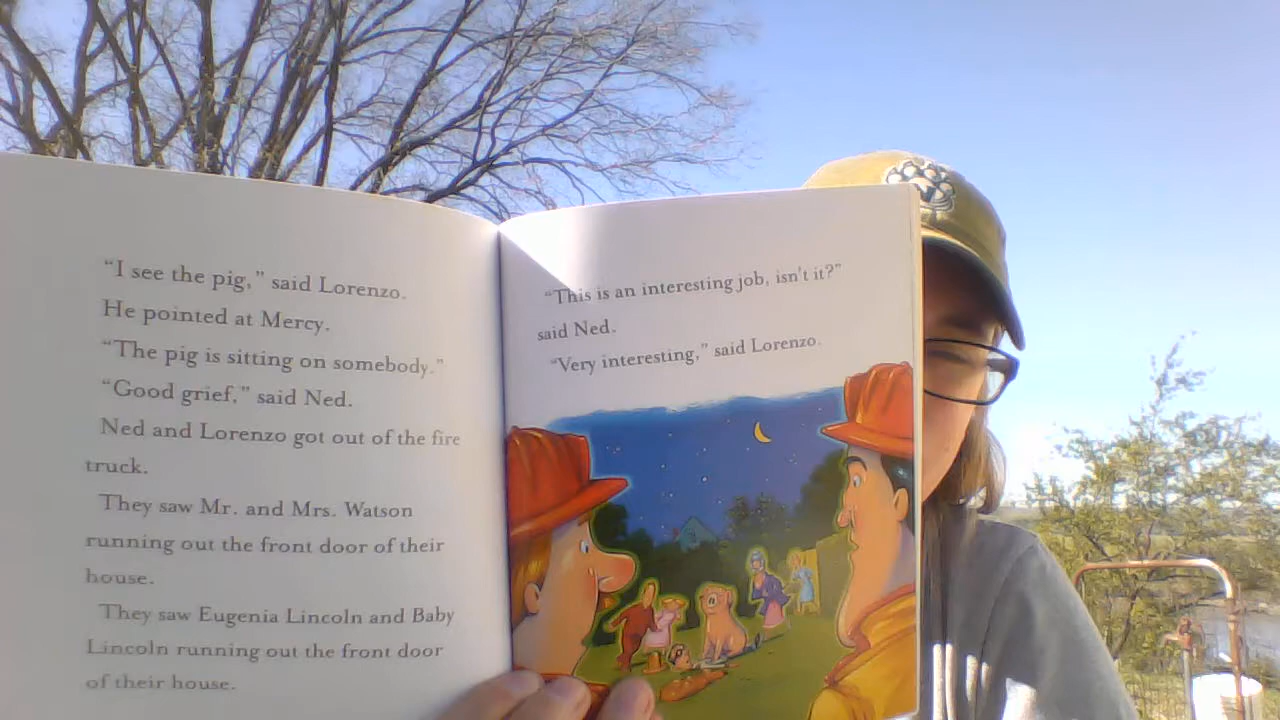 “I see the pig,” said Lorenzo.
He pointed at Mercy.
“The pig is sitting on somebody.”
“Good grief,” said Ned.
Ned and Lorenzo got out of the fire
truck.
They saw Mr. and Mrs. Watson
running out the front door of their
house.
They saw Eugenia Lincoln and Baby
Lincoln running out the front door
of their house.
“This is an interesting job, isn't it?”
said Ned.
“Very interesting,” said Lorenzo.